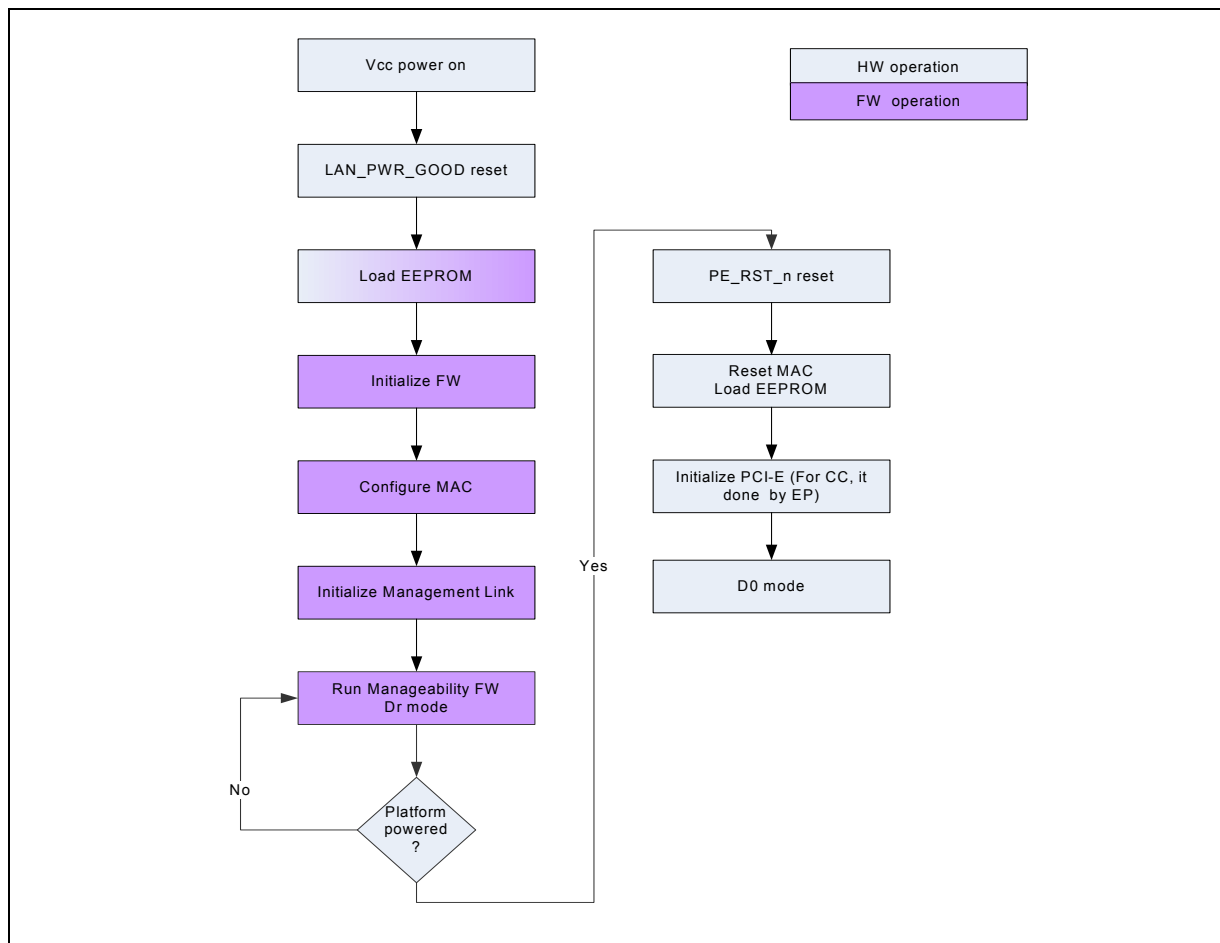 Vcc power on
LAN_PWR_GOOD reset
Load EEPROM
Initialize FW
Configure MAC
Initialize Management Link
Run Manageability FW
Dr mode
No
Platform
powered
?
Yes
HW operation
FW operation
PE_RST_n reset
Reset MAC
Load EEPROM
Initialize PCI-E (For CC, it
done by EP)
D0 mode